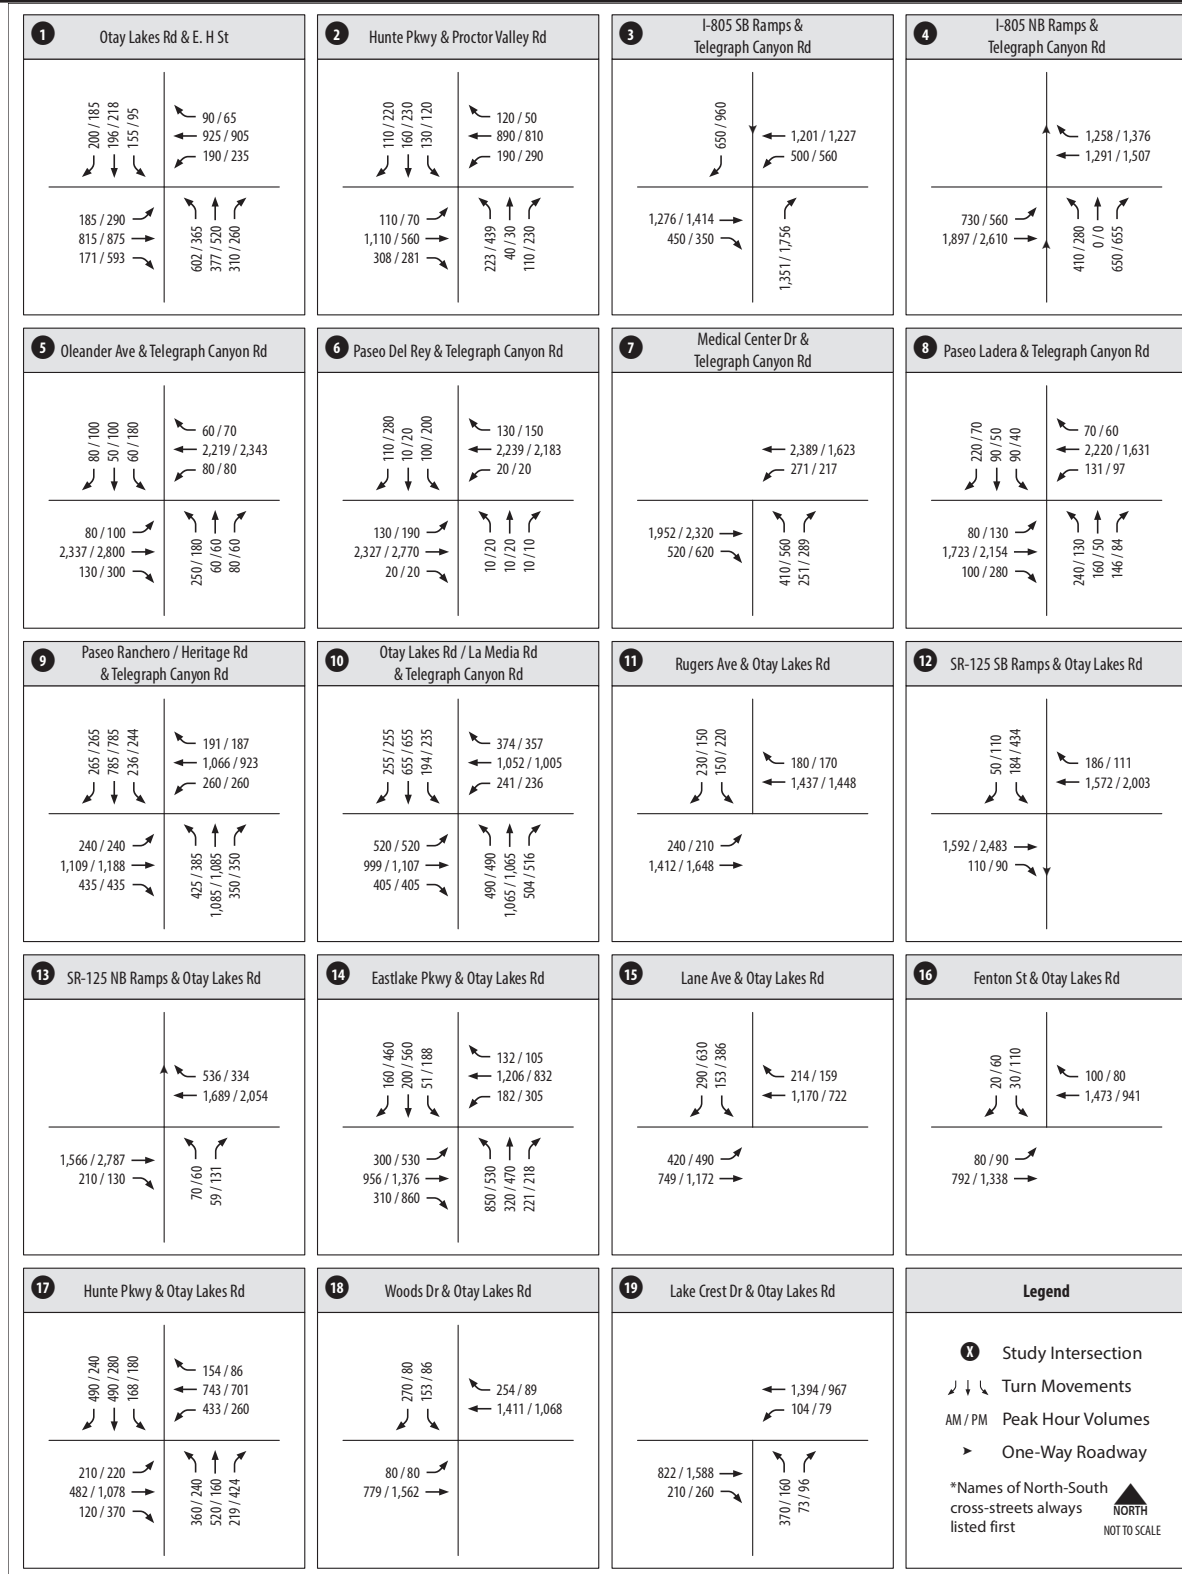 1
Otay Lakes Rd & E. H St
200 / 185
196 / 218
155 / 95
90 / 65
925 / 905
190 / 235
185 / 290
815 / 875
171 / 593
602 / 365
377 / 520
310 / 260
2
Hunte Pkwy & Proctor Valley Rd
110 / 220
160 / 230
130 / 120
120 / 50
890 / 810
190 / 290
110 / 70
1,110 / 560
308 / 281
223 / 439
40 / 30
110 / 230
3
I-805 SB Ramps &
Telegraph Canyon Rd
650 / 960
1,201 / 1,227
500 / 560
1,276 / 1,414
450 / 350
1,351 / 1,756
4
I-805 NB Ramps &
Telegraph Canyon Rd
1,258 / 1,376
1,291 / 1,507
730 / 560
1,897 / 2,610
410 / 280
0 / 0
650 / 655
5
Oleander Ave & Telegraph Canyon Rd
80 / 100
50 / 100
60 / 180
60 / 70
2,219 / 2,343
80 / 80
80 / 100
2,337 / 2,800
130 / 300
250 / 180
60 / 60
80 / 60
6
Paseo Del Rey & Telegraph Canyon Rd
110 / 280
10 / 20
100 / 200
130 / 150
2,239 / 2,183
20 / 20
130 / 190
2,327 / 2,770
20 / 20
10 / 20
10 / 20
10 / 10
7
Medical Center Dr &
Telegraph Canyon Rd
2,389 / 1,623
271 / 217
1,952 / 2,320
520 / 620
410 / 560
251 / 289
8
Paseo Ladera & Telegraph Canyon Rd
220 / 70
90 / 50
90 / 40
70 / 60
2,220 / 1,631
131 / 97
80 / 130
1,723 / 2,154
100 / 280
240 / 130
160 / 50
146 / 84
9
Paseo Ranchero / Heritage Rd
& Telegraph Canyon Rd
265 / 265
785 / 785
236 / 244
191 / 187
1,066 / 923
260 / 260
240 / 240
1,109 / 1,188
435 / 435
425 / 385
1,085 / 1,085
350 / 350
10
Otay Lakes Rd / La Media Rd
& Telegraph Canyon Rd
255 / 255
655 / 655
194 / 235
374 / 357
1,052 / 1,005
241 / 236
520 / 520
999 / 1,107
405 / 405
490 / 490
1,065 / 1,065
504 / 516
11
Rugers Ave & Otay Lakes Rd
230 / 150
150 / 220
180 / 170
1,437 / 1,448
240 / 210
1,412 / 1,648
12
SR-125 SB Ramps & Otay Lakes Rd
50 / 110
184 / 434
186 / 111
1,572 / 2,003
1,592 / 2,483
110 / 90
13
SR-125 NB Ramps & Otay Lakes Rd
536 / 334
1,689 / 2,054
1,566 / 2,787
210 / 130
70 / 60
59 / 131
14
Eastlake Pkwy & Otay Lakes Rd
160 / 460
200 / 560
51 / 188
132 / 105
1,206 / 832
182 / 305
300 / 530
956 / 1,376
310 / 860
850 / 530
320 / 470
221 / 218
15
Lane Ave & Otay Lakes Rd
290 / 630
153 / 386
214 / 159
1,170 / 722
420 / 490
749 / 1,172
16
Fenton St & Otay Lakes Rd
20 / 60
30 / 110
100 / 80
1,473 / 941
80 / 90
792 / 1,338
17
Hunte Pkwy & Otay Lakes Rd
490 / 240
490 / 280
168 / 180
154 / 86
743 / 701
433 / 260
210 / 220
482 / 1,078
120 / 370
360 / 240
520 / 160
219 / 424
18
Woods Dr & Otay Lakes Rd
270 / 80
153 / 86
254 / 89
1,411 / 1,068
80 / 80
779 / 1,562
19
Lake Crest Dr & Otay Lakes Rd
1,394 / 967
104 / 79
822 / 1,588
210 / 260
370 / 160
73 / 96
Legend
X Study Intersection
Turn Movements
AM / PM Peak Hour Volumes
One-Way Roadway
*Names of North-South
cross-streets always
listed first
NORTH
NOT TO SCALE